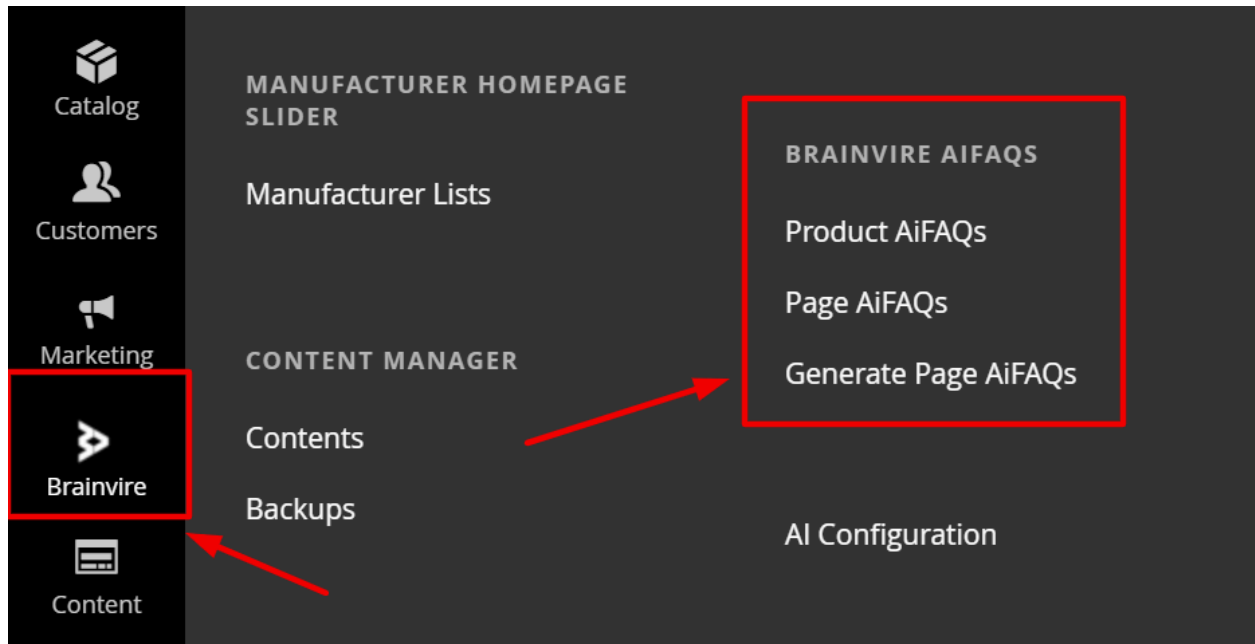 Catalog
Customers
Marketing
Brainvire
Content
MANUFACTURER HOMEPAGE
SLIDER
Manufacturer Lists
CONTENT MANAGER
Contents
Backups
BRAINVIRE AIFAQS
Product AiFAQs
Page AiFAQs
Generate Page AiFAQs
AI Configuration